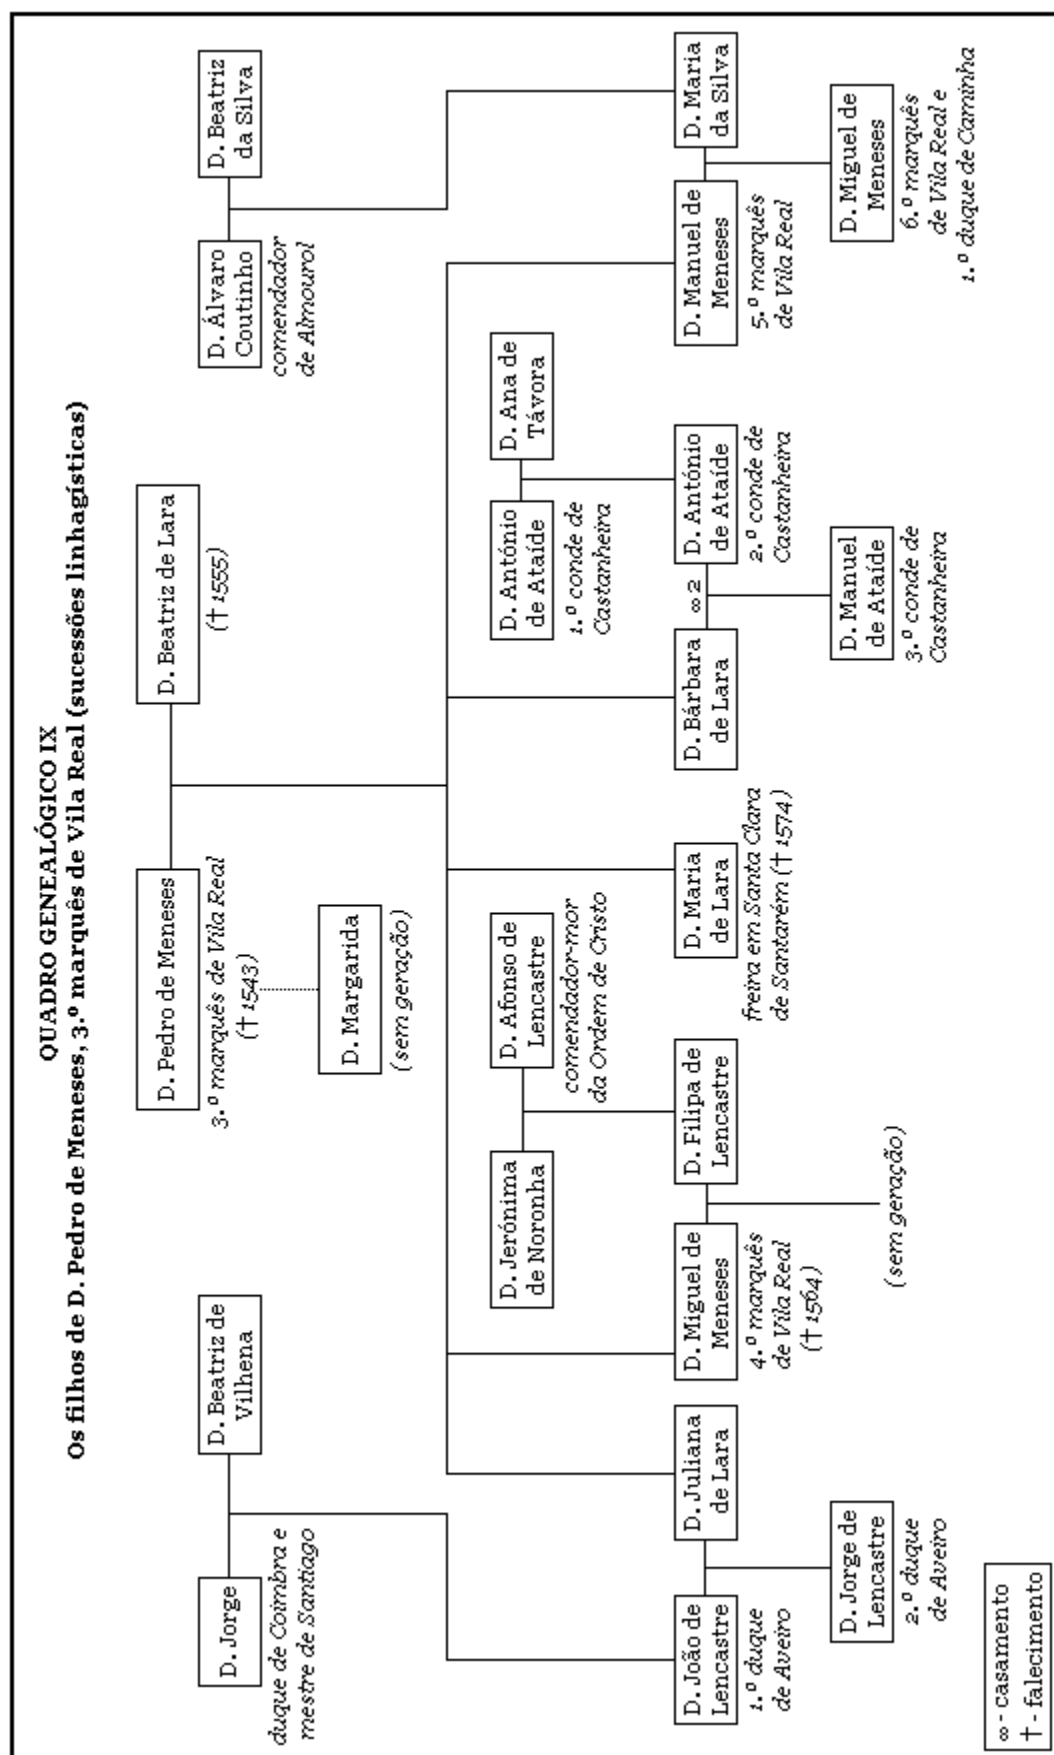 QUADRO GENEALÓGICO IX
Os filhos de D. Pedro de Meneses, 3.º marquês de Vila Real (sucessões linhagísticas)
D. Pedro de Meneses
3.º marquês de Vila Real
(† 1543)
D. Beatriz de Lara
(† 1555)
D. Jorge
duque de Coimbra e
mestre de Santiago
D. Beatriz de
Vilhena
D. Álvaro
Coutinho
comendador
de Almourol
D. Beatriz
da Silva
D. Margarida
(sem geração)
D. Jerónima
de Noronha
D. Afonso de
Lencastre
comendador-mor
da Ordem de Cristo
D. António
de Ataíde
1.º conde de
Castanheira
D. Ana de
Távora
D. João de
Lencastre
1.º duque
de Aveiro
D. Juliana
de Lara
D. Miguel de
Meneses
4.º marquês
de Vila Real
(† 1564)
D. Filipa de
Lencastre
D. Maria
de Lara
freira em Santa Clara
de Santarém († 1574)
D. Bárbara
de Lara
∞ 2
D. António
de Ataíde
2.º conde de
Castanheira
D. Manuel de
Meneses
5.º marquês
de Vila Real
D. Maria
da Silva
D. Jorge de
Lencastre
2.º duque
de Aveiro
(sem geração)
D. Manuel
de Ataíde
3.º conde de
Castanheira
D. Miguel de
Meneses
6.º marquês
de Vila Real e
1.º duque de Caminha
∞ - casamento
† - falecimento